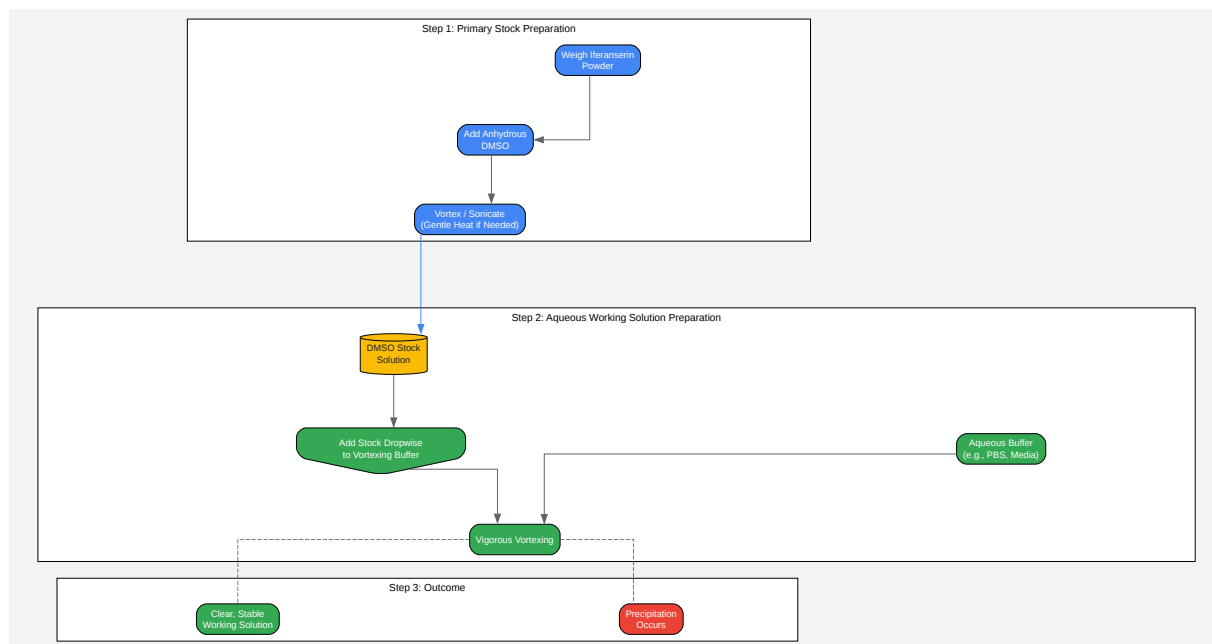 Step 1: Primary Stock Preparation
Weigh Iferanserin
Powder
Add Anhydrous
DMSO
Vortex / Sonicate
(Gentle Heat if Needed)
Step 2: Aqueous Working Solution Preparation
DMSO Stock
Solution
Add Stock Dropwise
to Vortexing Buffer
Aqueous Buffer
(e.g., PBS, Media)
Vigorous Vortexing
Step 3: Outcome
Clear, Stable
Working Solution
Precipitation
Occurs